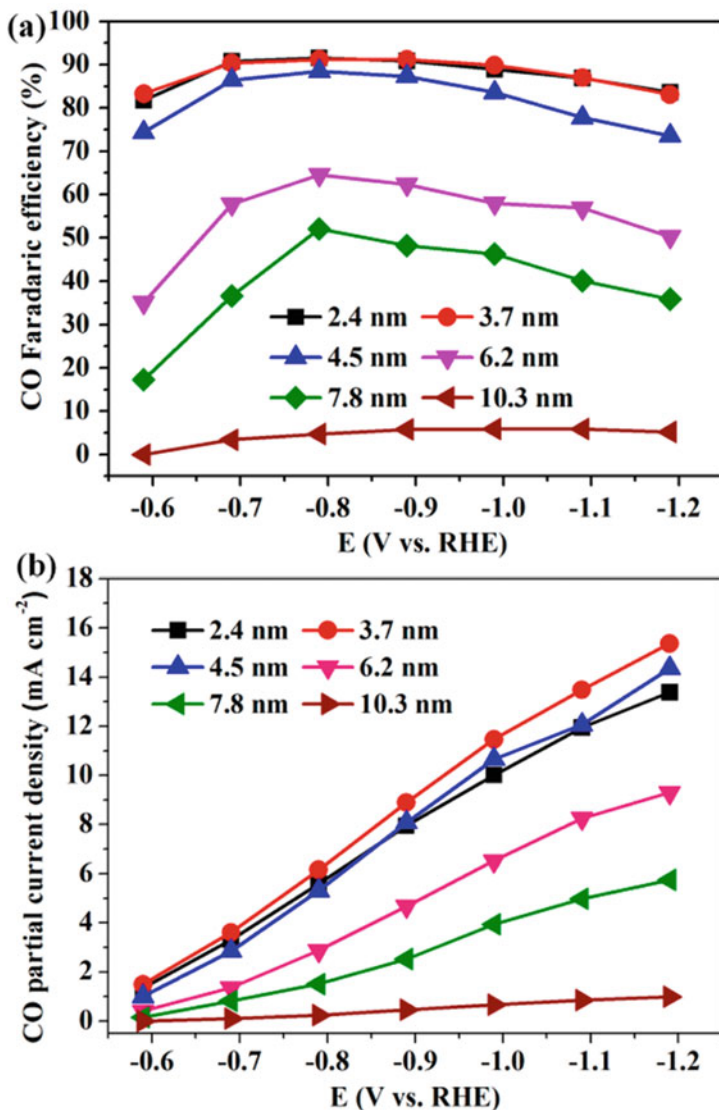 (a)
CO Faradaric efficiency (%)
100
90
80
70
60
50
40
30
20
10
0
2.4 nm 3.7 nm
4.5 nm 6.2 nm
7.8 nm 10.3 nm
-0.6 -0.7 -0.8 -0.9 -1.0 -1.1 -1.2
E (V vs. RHE)
(b)
CO partial current density (mA cm⁻²)
18
16
14
12
10
8
6
4
2
0
2.4 nm 3.7 nm
4.5 nm 6.2 nm
7.8 nm 10.3 nm
-0.6 -0.7 -0.8 -0.9 -1.0 -1.1 -1.2
E (V vs. RHE)